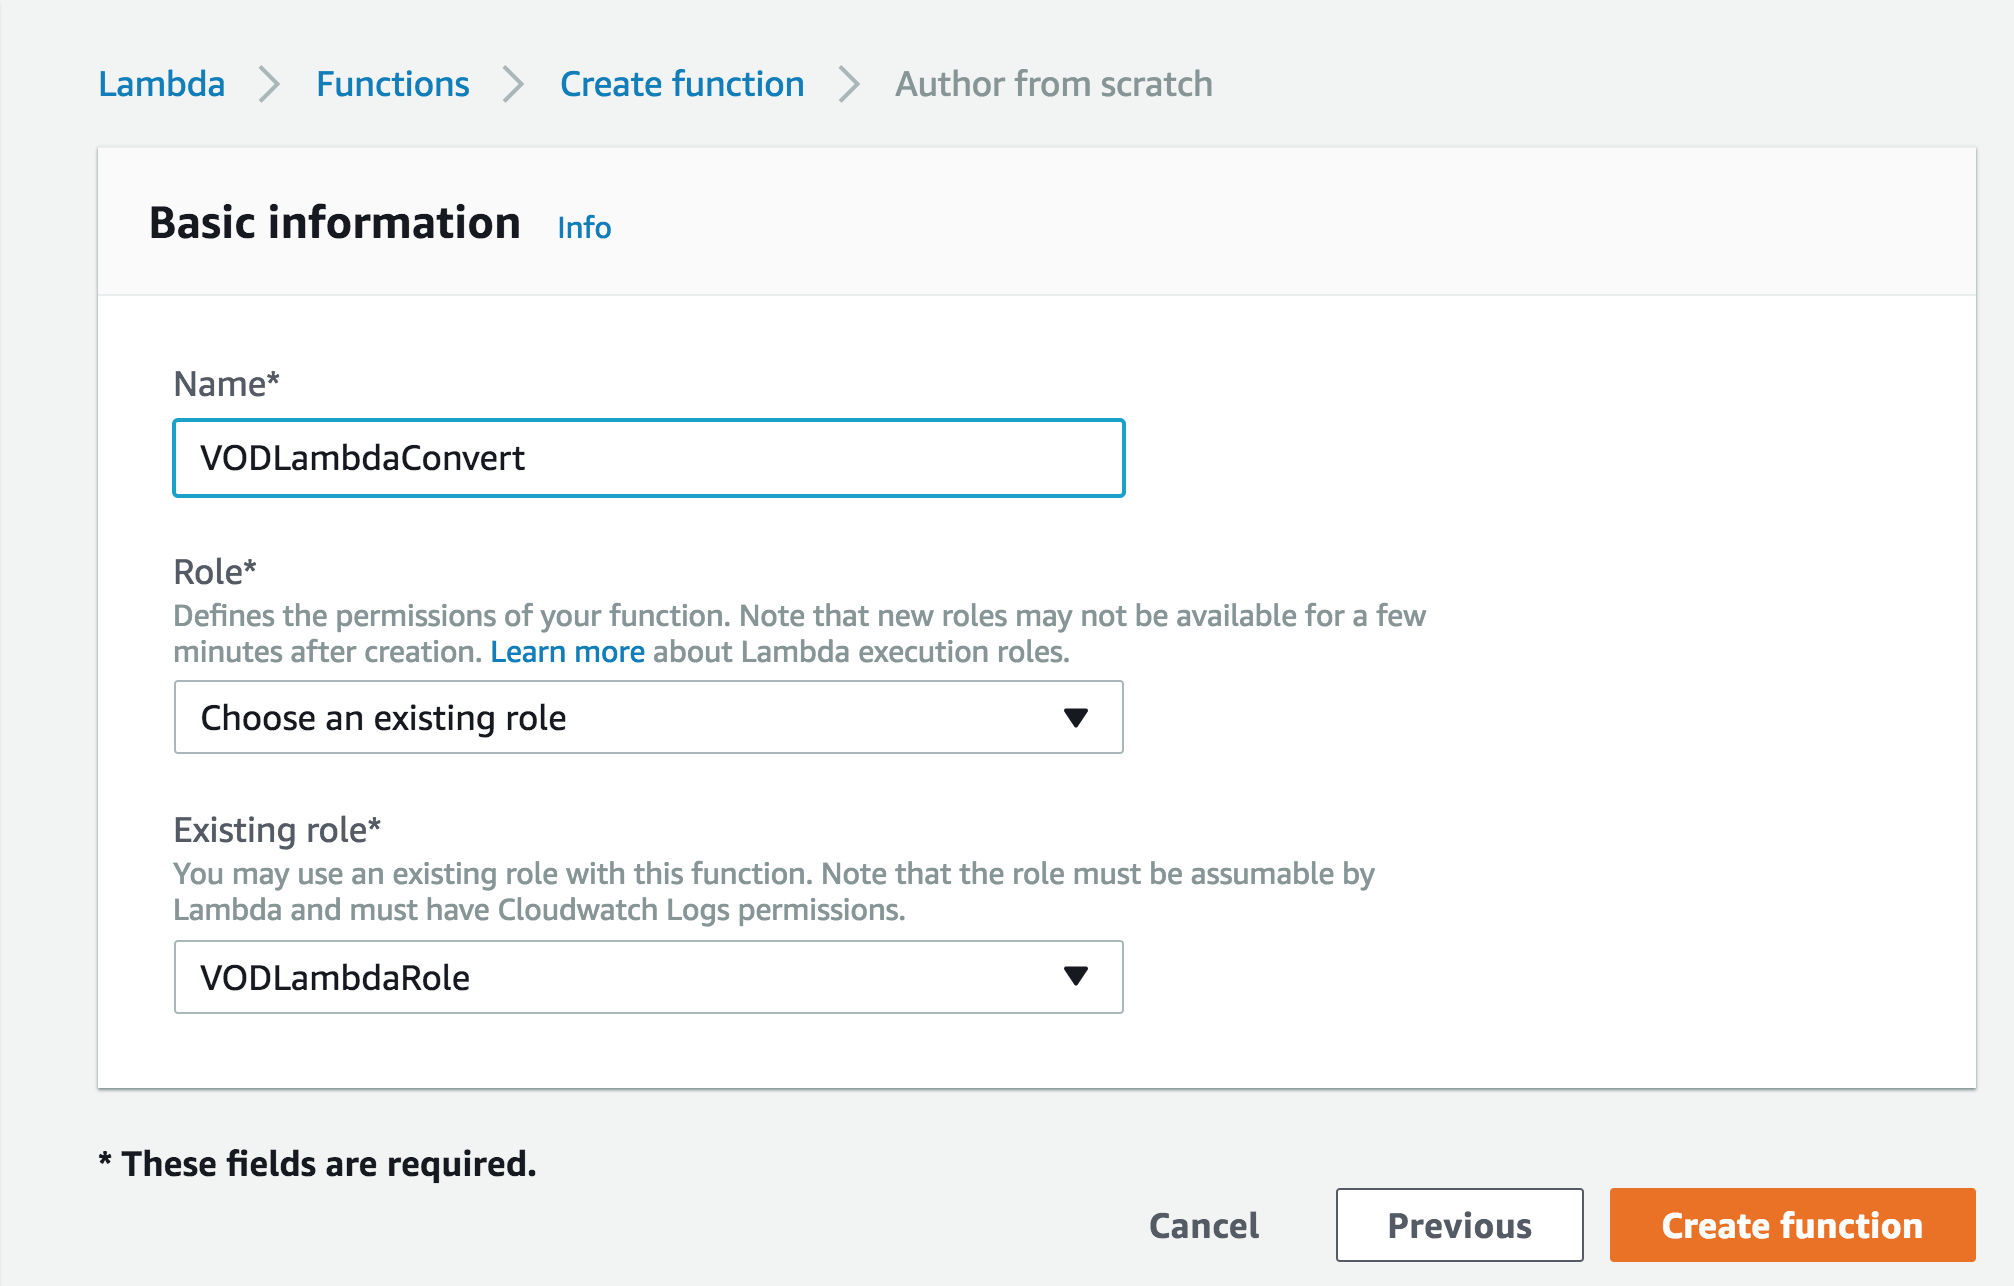 Lambda > Functions > Create function > Author from scratch
Basic information Info
Name*
VODLambdaConvert
Role*
Defines the permissions of your function. Note that new roles may not be available for a few
minutes after creation. Learn more about Lambda execution roles.
Choose an existing role
Existing role*
You may use an existing role with this function. Note that the role must be assumable by
Lambda and must have Cloudwatch Logs permissions.
VODLambdaRole
* These fields are required.
Cancel Previous Create function